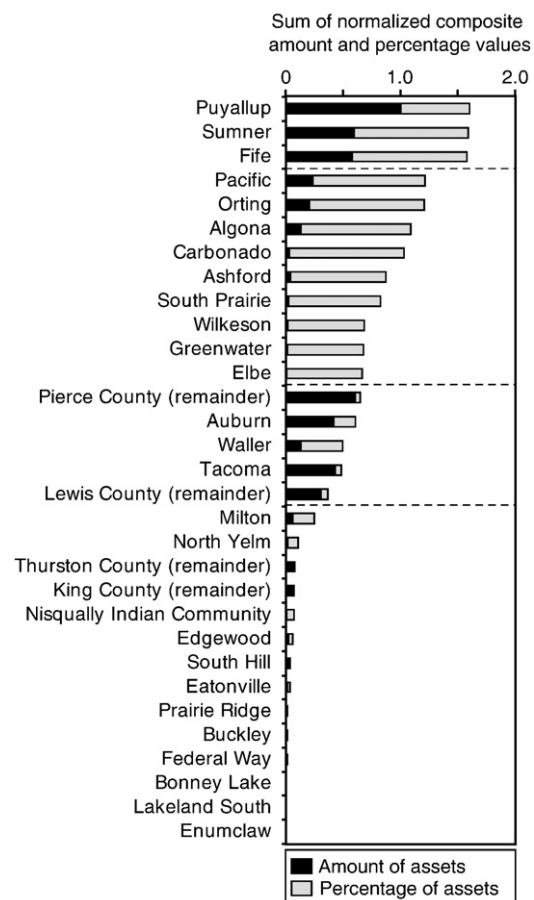 Sum of normalized composite
amount and percentage values
0 1.0 2.0
Puyallup
Sumner
Fife
Pacific
Orting
Algona
Carbonado
Ashford
South Prairie
Wilkeson
Greenwater
Elbe
Pierce County (remainder)
Auburn
Waller
Tacoma
Lewis County (remainder)
Milton
North Yelm
Thurston County (remainder)
King County (remainder)
Nisqually Indian Community
Edgewood
South Hill
Eatonville
Prairie Ridge
Buckley
Federal Way
Bonney Lake
Lakeland South
Enumclaw
Amount of assets
Percentage of assets